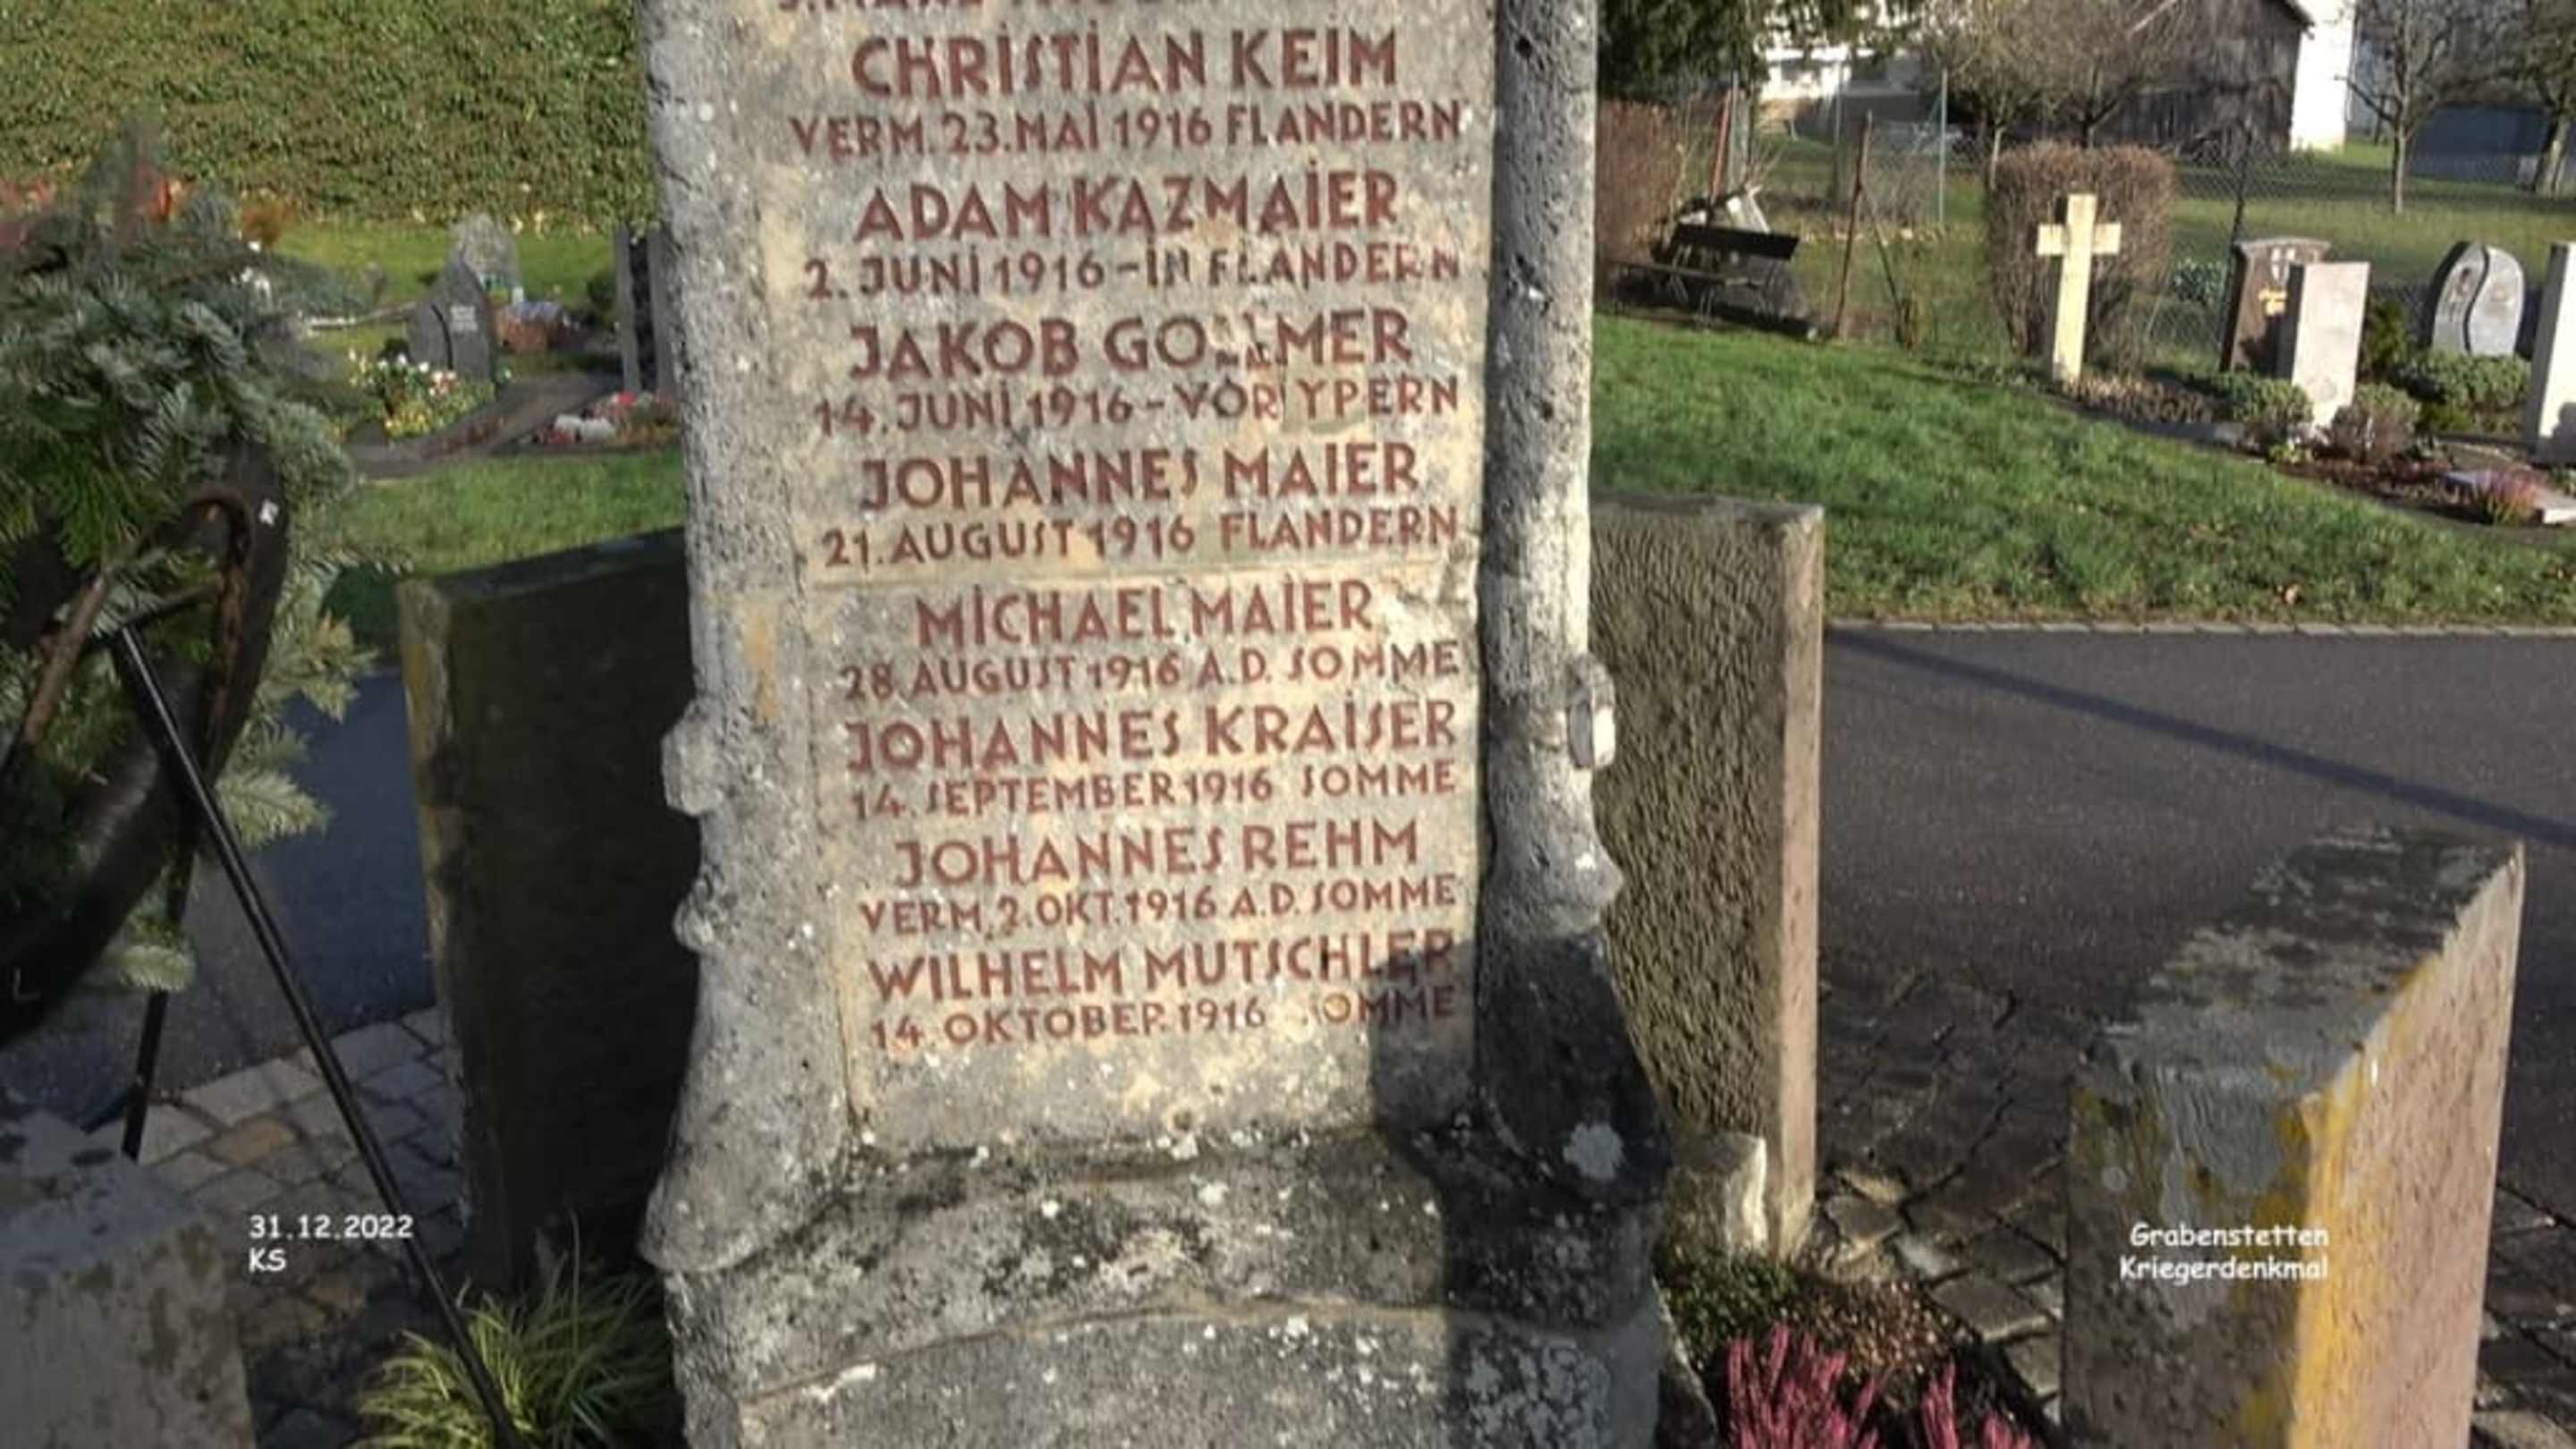 CHRISTIAN KEIM
VERM. 23. MAI 1916 FLANDERN
ADAM KAZMAIER
2. JUNI 1916 - IN FLANDERN
JAKOB
14. JUNI 1916 - VOR YPERN
JOHANNES MAIER
21. AUGUST 1916 FLANDERN
MICHAEL MAIER
28. AUGUST 1916 A.D. SOMME
JOHANNES KRAISER
14. SEPTEMBER 1916 SOMME
JOHANNES REHM
VERM. 2. OKT. 1916 A.D. SOMME
WILHELM MUTSCHLER
14. OKTOBER 1916 SOMME
31.12.2022
KS
Grabenstetten
Kriegerdenkmal